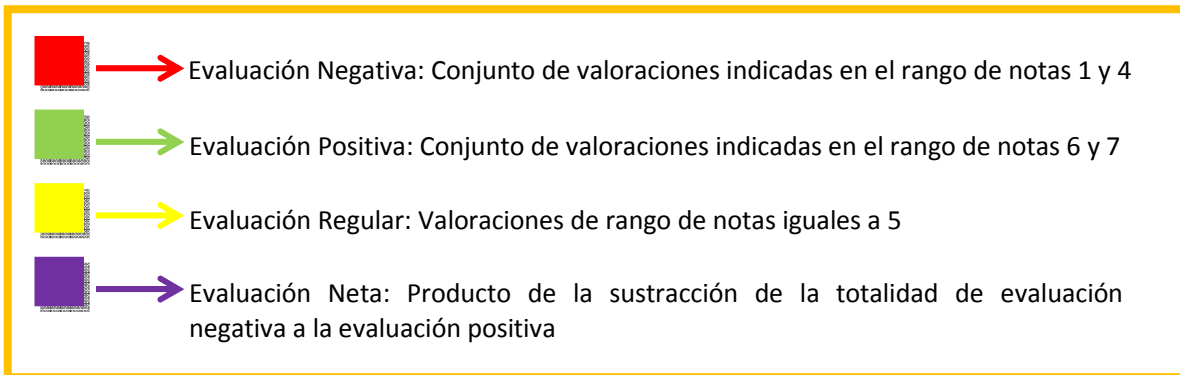 Evaluación Negativa: Conjunto de valoraciones indicadas en el rango de notas 1 y 4
Evaluación Positiva: Conjunto de valoraciones indicadas en el rango de notas 6 y 7
Evaluación Regular: Valoraciones de rango de notas iguales a 5
Evaluación Neta: Producto de la sustracción de la totalidad de evaluación
negativa a la evaluación positiva